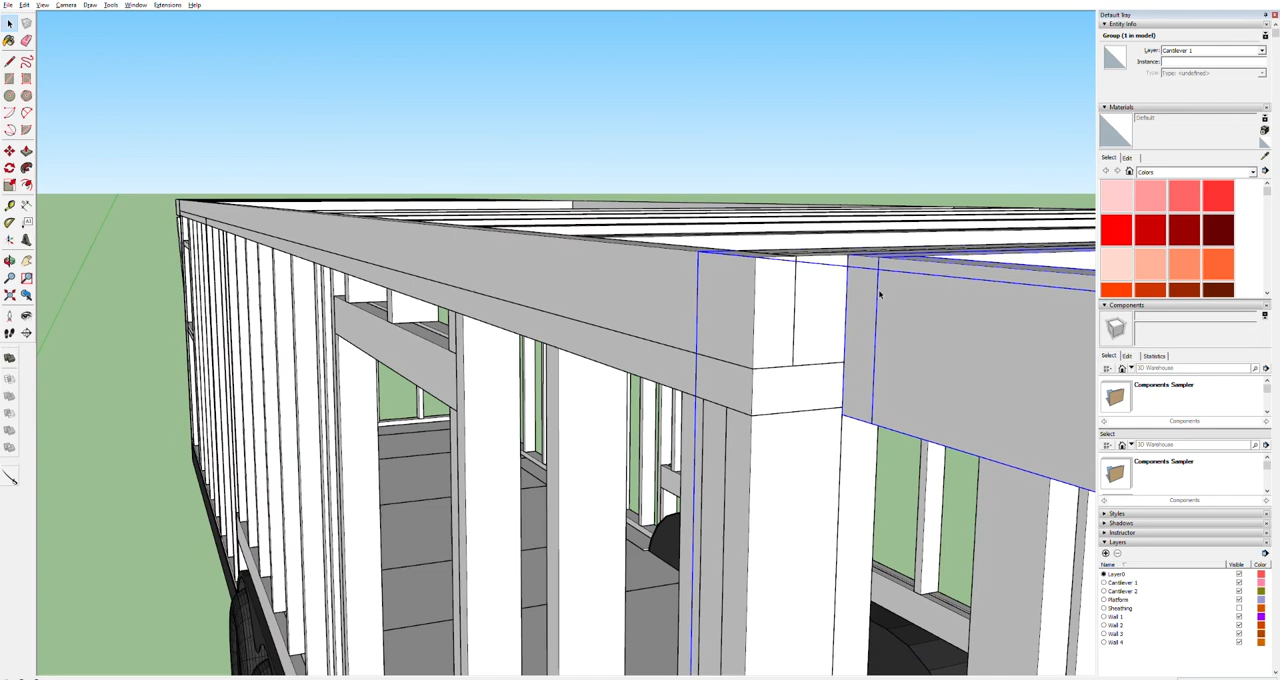 File Edit View Camera Draw Tools Window Extensions Help
Default Tray
Entity Info
Group (1 in model)
Layer: Cantilever 1
Instance:
Type: Type: <undefined>
Materials
Default
Select Edit
Colors
Components
Select Edit Statistics
3D Warehouse
Components Sampler
Components
Select
3D Warehouse
Components Sampler
Components
Styles
Shadows
Instructor
Layers
Name Visible Color
Layer0
Cantilever 1
Cantilever 2
Platform
Sheathing
Wall 1
Wall 2
Wall 3
Wall 4